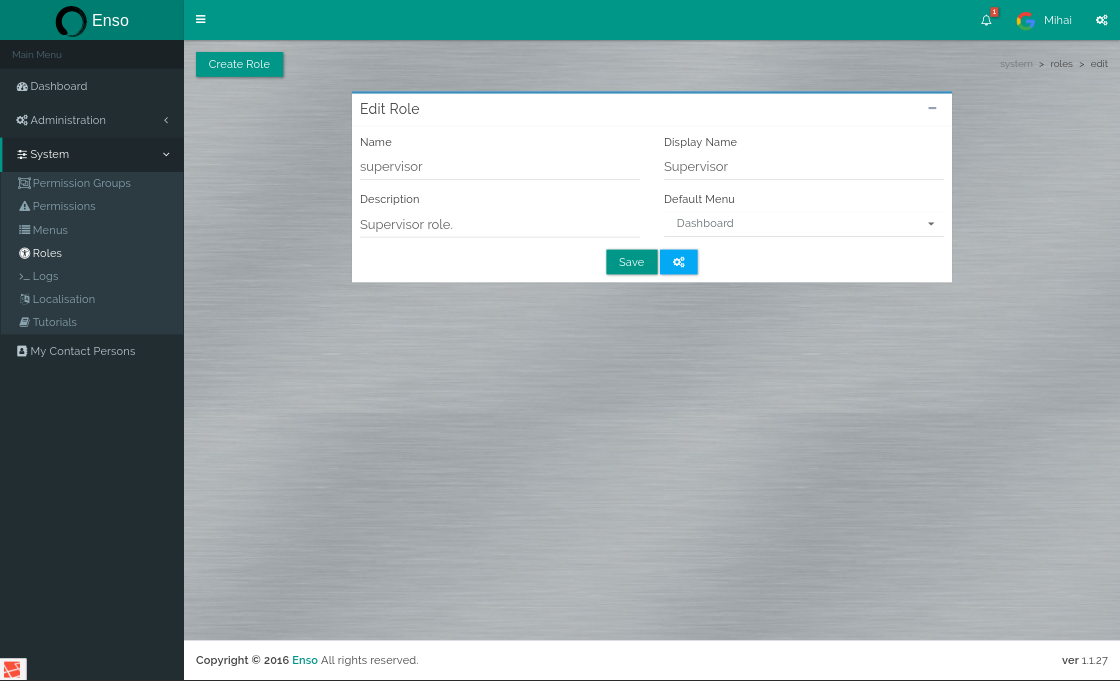 Enso
1
Mihai
Main Menu
Dashboard
Administration
System
Permission Groups
Permissions
Menus
Roles
Logs
Localisation
Tutorials
My Contact Persons
Create Role
system > roles > edit
Edit Role
Name
Display Name
supervisor
Supervisor
Description
Default Menu
Supervisor role.
Dashboard
Save
Copyright © 2016 Enso All rights reserved.
ver 1.1.27